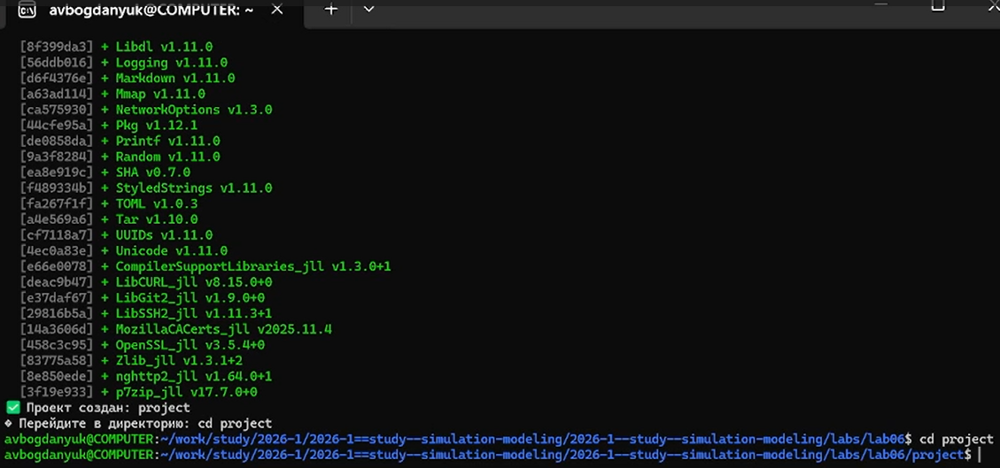 avbogdanyuk@COMPUTER: ~
[8f399da3] + Libdl v1.11.0
[56ddb016] + Logging v1.11.0
[d6f4376e] + Markdown v1.11.0
[a63ad114] + Mmap v1.11.0
[ca575930] + NetworkOptions v1.3.0
[44cfe95a] + Pkg v1.12.1
[de0858da] + Printf v1.11.0
[9a3f8284] + Random v1.11.0
[ea8e919c] + SHA v0.7.0
[f489334b] + StyledStrings v1.11.0
[fa267f1f] + TOML v1.0.3
[a4e569a6] + Tar v1.10.0
[cf7118a7] + UUIDs v1.11.0
[4ec0a83e] + Unicode v1.11.0
[e66e0078] + CompilerSupportLibraries_jll v1.3.0+1
[deac9b47] + LibCURL_jll v8.15.0+0
[e37daf67] + LibGit2_jll v1.9.0+0
[29816b5a] + LibSSH2_jll v1.11.3+1
[14a3606d] + MozillaCACerts_jll v2025.11.4
[458c3c95] + OpenSSL_jll v3.5.4+0
[83775a58] + Zlib_jll v1.3.1+2
[8e850ede] + nghttp2_jll v1.64.0+1
[3f19e933] + p7zip_jll v17.7.0+0
✅ Проект создан: project
Перейдите в директорию: cd project
avbogdanyuk@COMPUTER:~/work/study/2026-1/2026-1==study--simulation-modeling/2026-1--study--simulation-modeling/labs/lab06$ cd project
avbogdanyuk@COMPUTER:~/work/study/2026-1/2026-1==study--simulation-modeling/2026-1--study--simulation-modeling/labs/lab06/project$